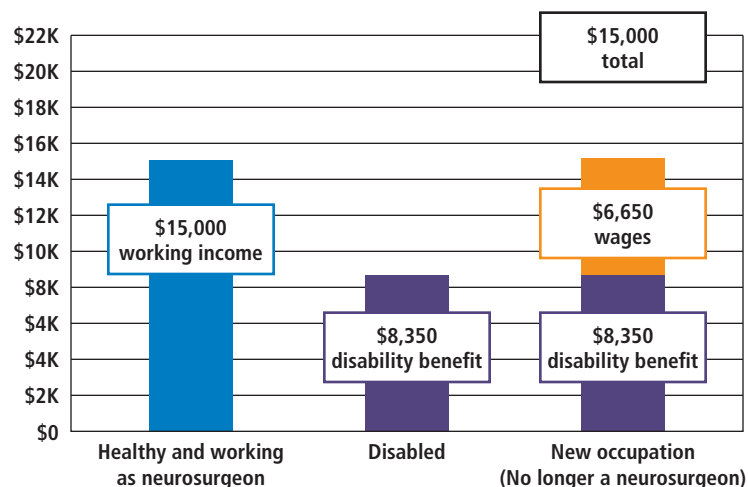 $22K
$20K
$18K
$16K
$14K
$12K
$10K
$8K
$4K
$4K
$2K
$0
$15,000
total
$15,000
working income
$6,650
wages
$8,350
disability benefit
$8,350
disability benefit
Healthy and working
as neurosurgeon
Disabled
New occupation
(No longer a neurosurgeon)